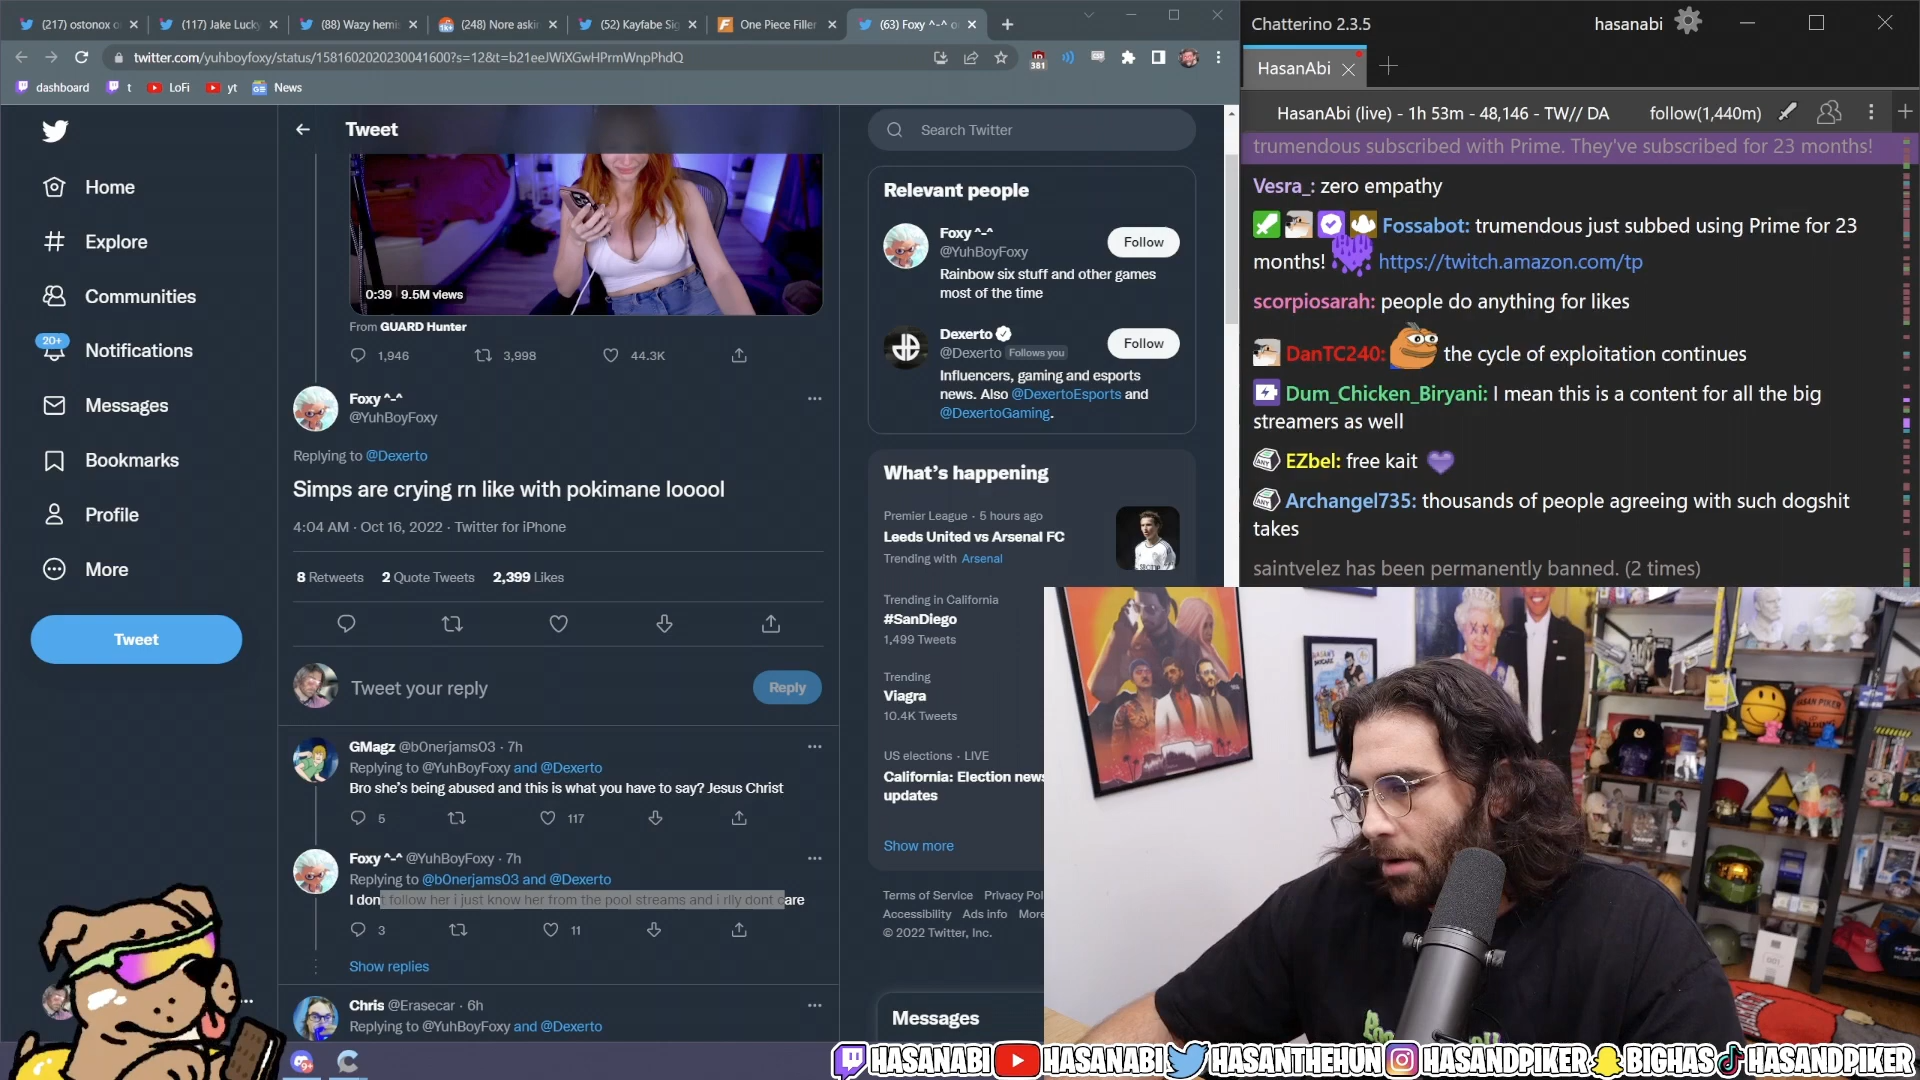 (217) ostonox o
(117) Jake Lucky
(88) Wazy hemi
(248) Nore aski
(52) Kayfabe Sig
One Piece Filler
(63) Foxy ^-^ o
twitter.com/yuhboyfoxy/status/1581602020230041600?s=12&t=b21eeJWiXGwHPrmWnpPhdQ
381
dashboard
t
LoFi
yt
News
Home
Explore
Communities
20+
Notifications
Messages
Bookmarks
Profile
More
Tweet
Tweet
0:39 9.5M views
From GUARD Hunter
1,946
3,998
44.3K
Foxy ^-^
@YuhBoyFoxy
Replying to @Dexerto
Simps are crying rn like with pokimane looool
4:04 AM · Oct 16, 2022 · Twitter for iPhone
8 Retweets 2 Quote Tweets 2,399 Likes
Tweet your reply
Reply
GMagz @b0nerjams03 · 7h
Replying to @YuhBoyFoxy and @Dexerto
Bro she's being abused and this is what you have to say? Jesus Christ
5
117
Foxy ^-^ @YuhBoyFoxy · 7h
Replying to @b0nerjams03 and @Dexerto
I dont follow her i just know her from the pool streams and i rlly dont care
3
11
Show replies
Chris @Erasecar · 6h
Replying to @YuhBoyFoxy and @Dexerto
Search Twitter
Relevant people
Foxy ^-^
@YuhBoyFoxy
Follow
Rainbow six stuff and other games
most of the time
Dexerto
@Dexerto Follows you
Follow
Influencers, gaming and esports
news. Also @DexertoEsports and
@DexertoGaming.
What's happening
Premier League · 5 hours ago
Leeds United vs Arsenal FC
Trending with Arsenal
Trending in California
#SanDiego
1,499 Tweets
Trending
Viagra
10.4K Tweets
US elections · LIVE
California: Election news
updates
Show more
Terms of Service Privacy Pol
Accessibility Ads info More
© 2022 Twitter, Inc.
Messages
Chatterino 2.3.5
hasanabi
HasanAbi
HasanAbi (live) - 1h 53m - 48,146 - TW// DA
follow(1,440m)
trumendous subscribed with Prime. They've subscribed for 23 months!
Vesra_: zero empathy
Fossabot: trumendous just subbed using Prime for 23
months! https://twitch.amazon.com/tp
scorpiosarah: people do anything for likes
DanTC240: the cycle of exploitation continues
Dum_Chicken_Biryani: I mean this is a content for all the big
streamers as well
EZbel: free kait
Archangel735: thousands of people agreeing with such dogshit
takes
saintvelez has been permanently banned. (2 times)
HASAN PIKER
HASANABI HASANABI HASANTHEHUN HASANDPIKER BIGHAS HASANDPIKER